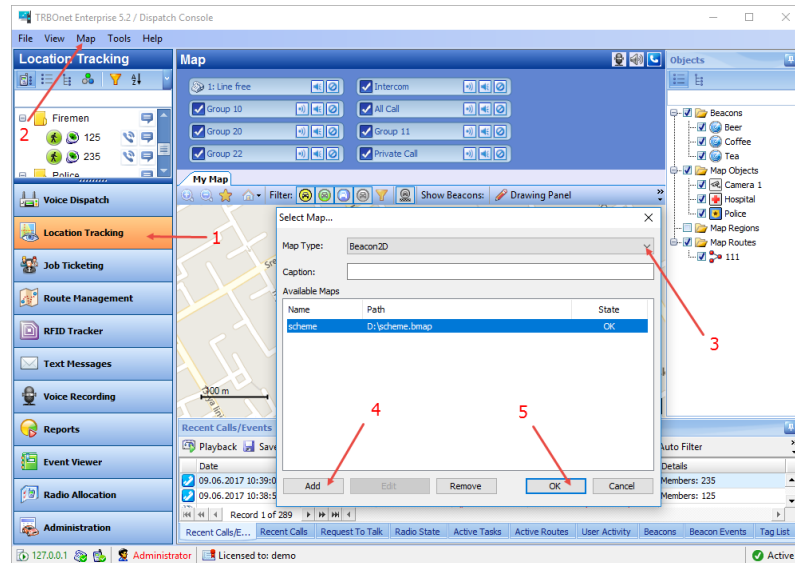 TRBOnet Enterprise 5.2 / Dispatch Console
File View Map Tools Help
Location Tracking
Firemen
125
235
Police
2
Voice Dispatch
Location Tracking
1
Job Ticketing
Route Management
RFID Tracker
Text Messages
Voice Recording
Reports
Event Viewer
Radio Allocation
Administration
Map
1: Line free
Intercom
Group 10
All Call
Group 20
Group 11
Group 22
Private Call
My Map
Filter:
Show Beacons:
Drawing Panel
Select Map...
Map Type:
Beacon2D
Caption:
Available Maps
Name Path State
scheme D:\scheme.bmap OK
3
4
5
Add Edit Remove OK Cancel
300 m
Objects
Beacons
Beer
Coffee
Tea
Map Objects
Camera 1
Hospital
Police
Map Regions
Map Routes
111
Recent Calls/Events
Playback Save
Auto Filter
Date Details
09.06.2017 10:39:0 Members: 235
09.06.2017 10:38:5 Members: 125
Record 1 of 289
Recent Calls/E... Recent Calls Request To Talk Radio State Active Tasks Active Routes User Activity Beacons Beacon Events Tag List
127.0.0.1 Administrator Licensed to: demo Active